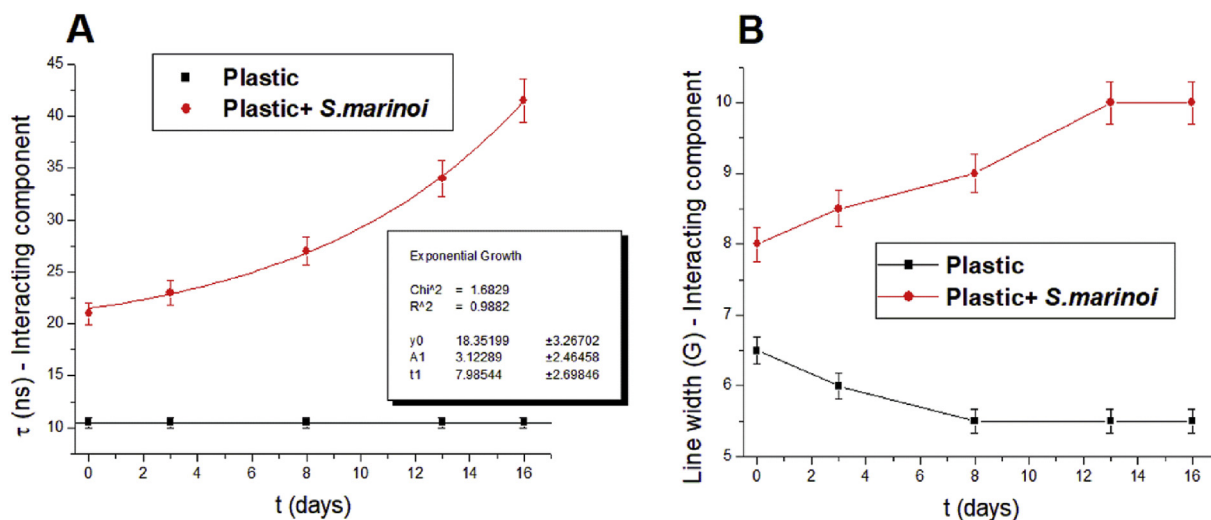 A
Plastic
Plastic+ S.marinoi
45
40
35
30
25
20
15
10
τ (ns) - Interacting component
Exponential Growth
Chi^2 = 1.6829
R^2 = 0.9882
y0 18.35199 ±3.26702
A1 3.12289 ±2.46458
t1 7.98544 ±2.69846
0 2 4 6 8 10 12 14 16
t (days)
B
10
9
8
7
6
5
Line width (G) - Interacting component
Plastic
Plastic+ S.marinoi
0 2 4 6 8 10 12 14 16
t (days)